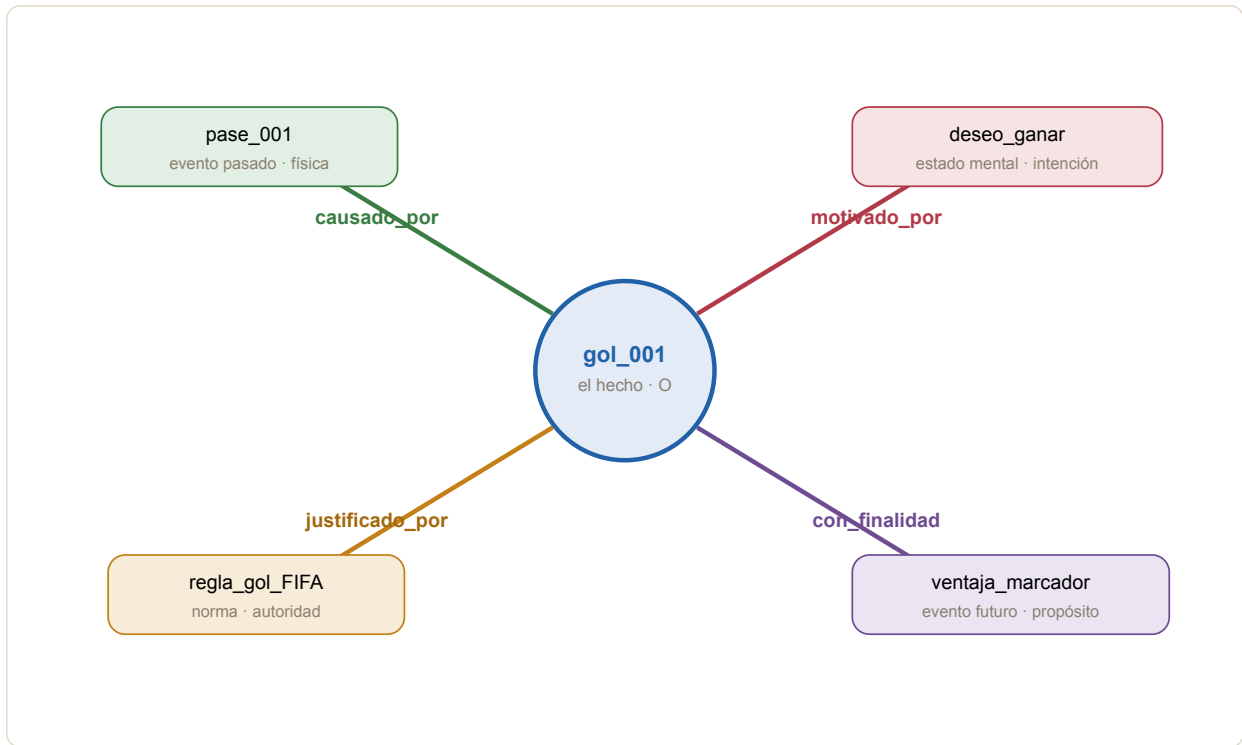 pase_001
evento pasado · física
deseo_ganar
estado mental · intención
causado_por
motivado_por
gol_001
el hecho · O
justificado_por
con_finalidad
regla_gol_FIFA
norma · autoridad
ventaja_marcador
evento futuro · propósito